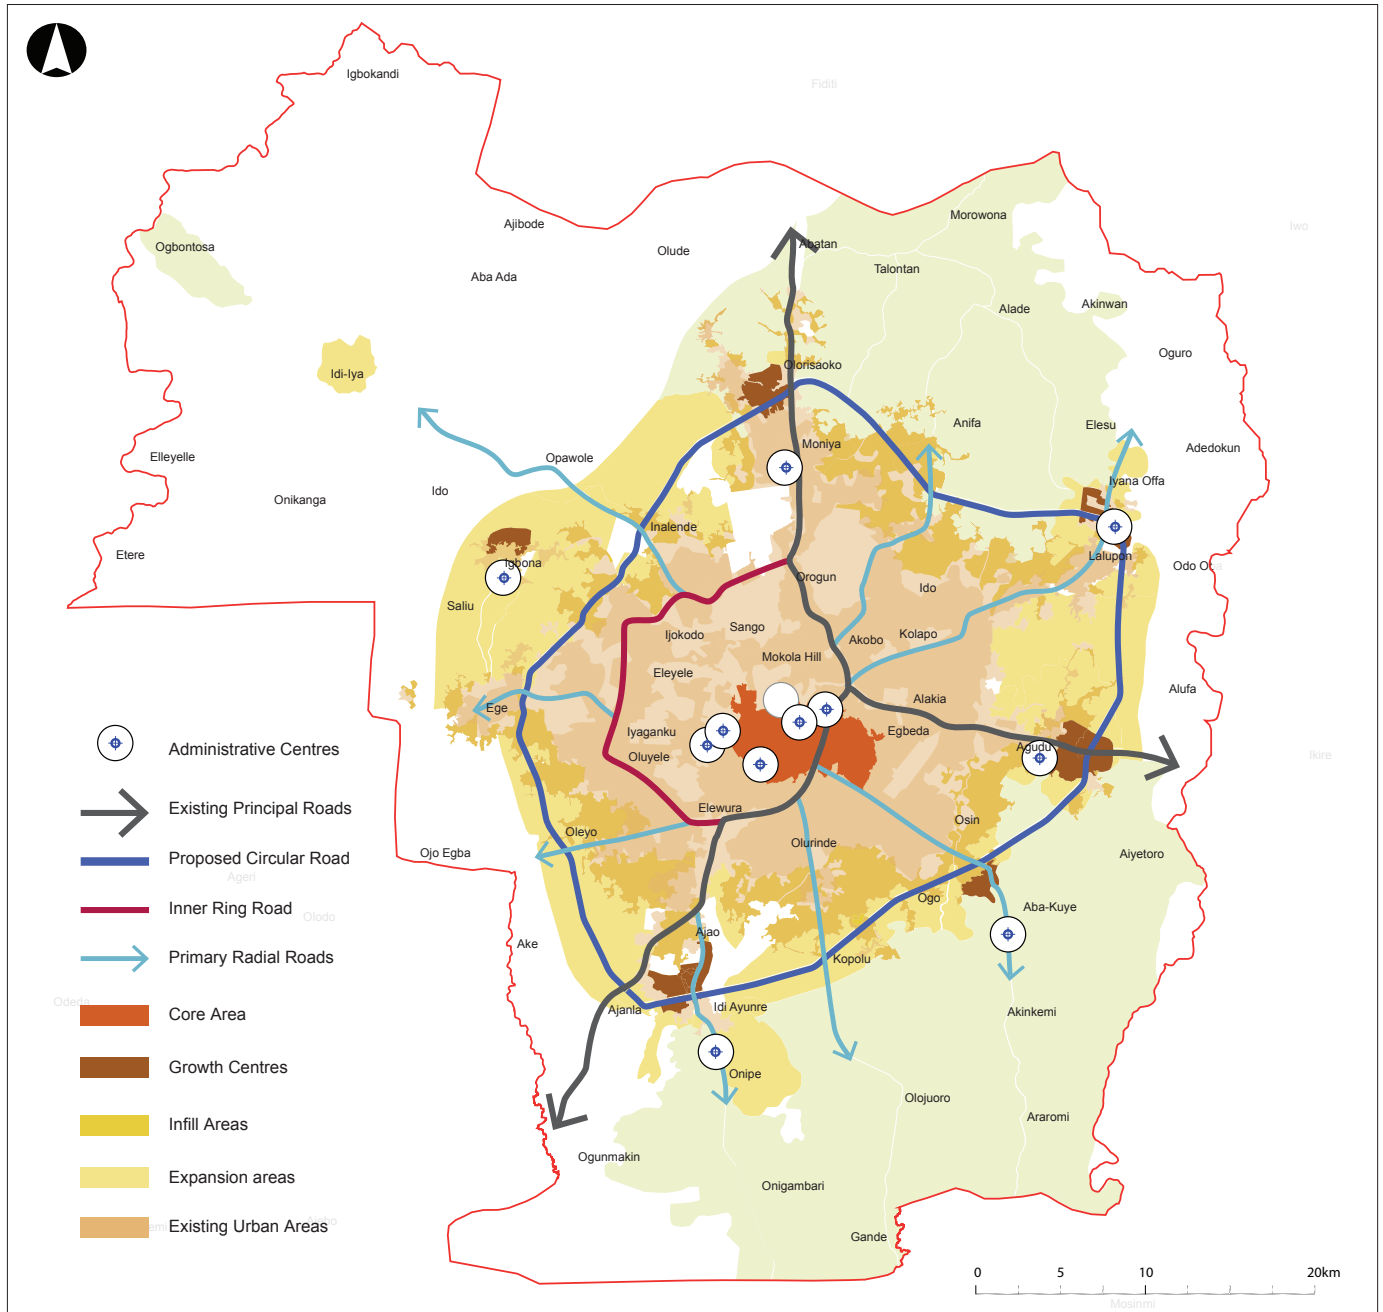 Igbokandi
Fiditi
Morowona
Ajibode
Iwo
Ogbontosa
Abatan
Olude
Talontan
Aba Ada
Akinwan
Alade
Oguro
Olorisaoko
Idi-Iya
Anifa
Elesu
Moniya
Adedokun
Elleyelle
Opawole
Iyana Offa
Ido
Onikanga
Inalende
Etere
Lalupon
Igbona
Odo O
Orogun
Ido
Saliu
Sango
Ijokodo
Akobo
Kolapo
Mokola Hill
Eleyele
Alufa
Alakia
Ege
Iyaganku
Egbeda
Agudu
Oluyele
Ikire
Administrative Centres
Elewura
Existing Principal Roads
Osin
Oleyo
Olurinde
Ojo Egba
Aiyetoro
Proposed Circular Road
Ageri
Ogo
Aba-Kuye
Inner Ring Road
Olodo
Ajao
Ake
Primary Radial Roads
Kopolu
Odeda
Ajanla
Idi Ayunre
Akinkemi
Core Area
Growth Centres
Onipe
Olojuoro
Araromi
Infill Areas
Ogunmakin
Expansion areas
Onigambari
Existing Urban Areas
Gande
0 5 10 20km
Mosinmi